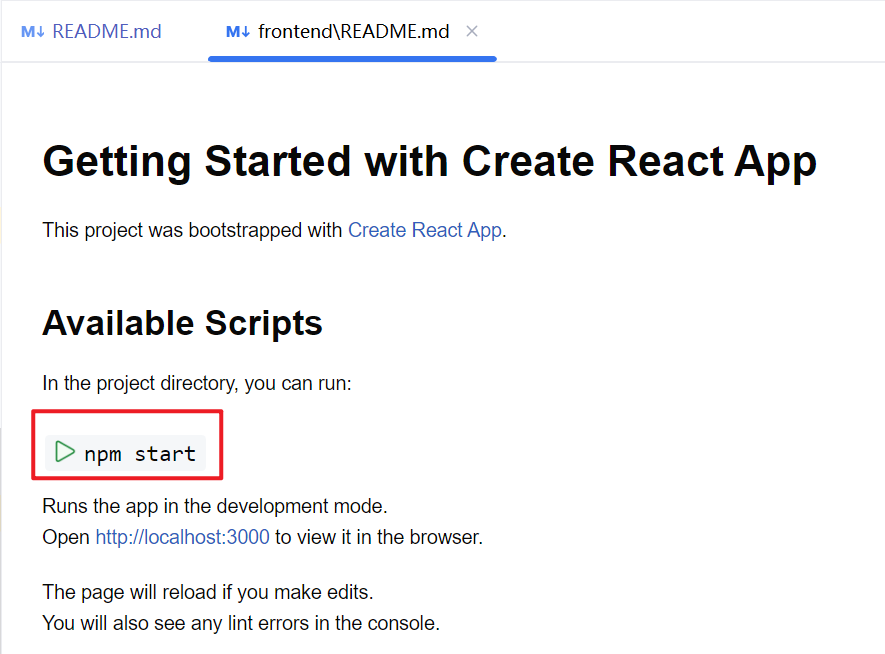 M↓ README.md
M↓ frontend\README.md
Getting Started with Create React App
This project was bootstrapped with Create React App.
Available Scripts
In the project directory, you can run:
npm start
Runs the app in the development mode.
Open http://localhost:3000 to view it in the browser.
The page will reload if you make edits.
You will also see any lint errors in the console.